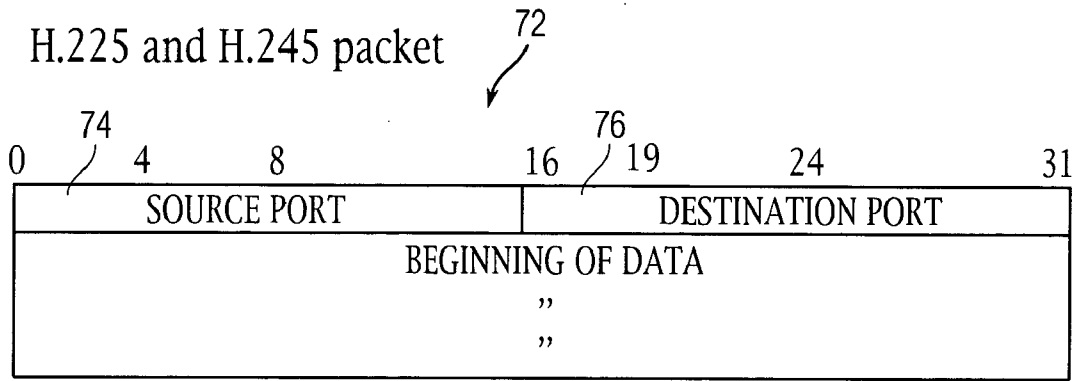 H.225 and H.245 packet
72
74
76
0 4 8 16 19 24 31
SOURCE PORT DESTINATION PORT
BEGINNING OF DATA
”
”